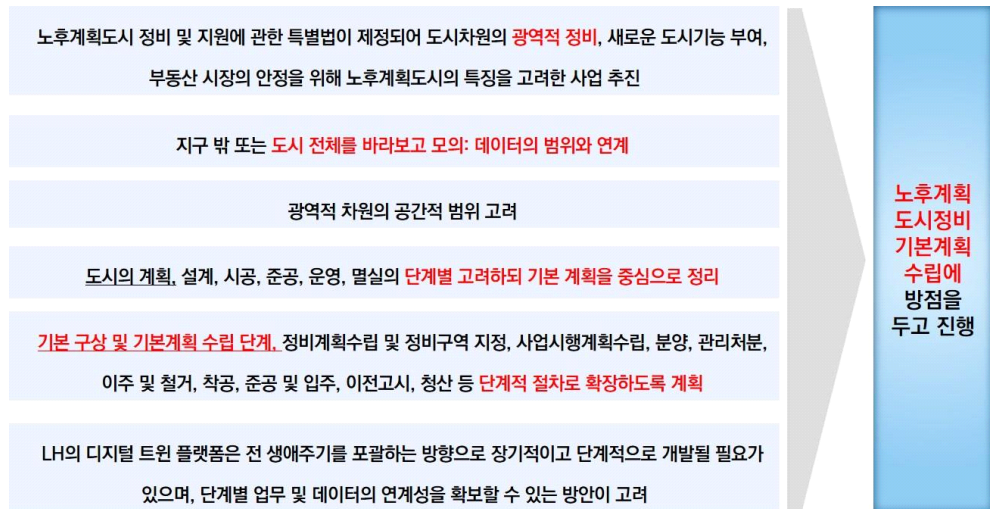 노후계획도시 정비 및 지원에 관한 특별법이 제정되어 도시차원의 광역적 정비, 새로운 도시기능 부여,
부동산 시장의 안정을 위해 노후계획도시의 특징을 고려한 사업 추진
지구 밖 또는 도시 전체를 바라보고 모의: 데이터의 범위와 연계
광역적 차원의 공간적 범위 고려
도시의 계획, 설계, 시공, 준공, 운영, 멸실의 단계별 고려하되 기본 계획을 중심으로 정리
기본 구상 및 기본계획 수립 단계, 정비계획수립 및 정비구역 지정, 사업시행계획수립, 분양, 관리처분,
이주 및 철거, 착공, 준공 및 입주, 이전고시, 청산 등 단계적 절차로 확장하도록 계획
LH의 디지털 트윈 플랫폼은 전 생애주기를 포괄하는 방향으로 장기적이고 단계적으로 개발될 필요가
있으며, 단계별 업무 및 데이터의 연계성을 확보할 수 있는 방안이 고려
노후계획
도시정비
기본계획
수립에
방점을
두고 진행